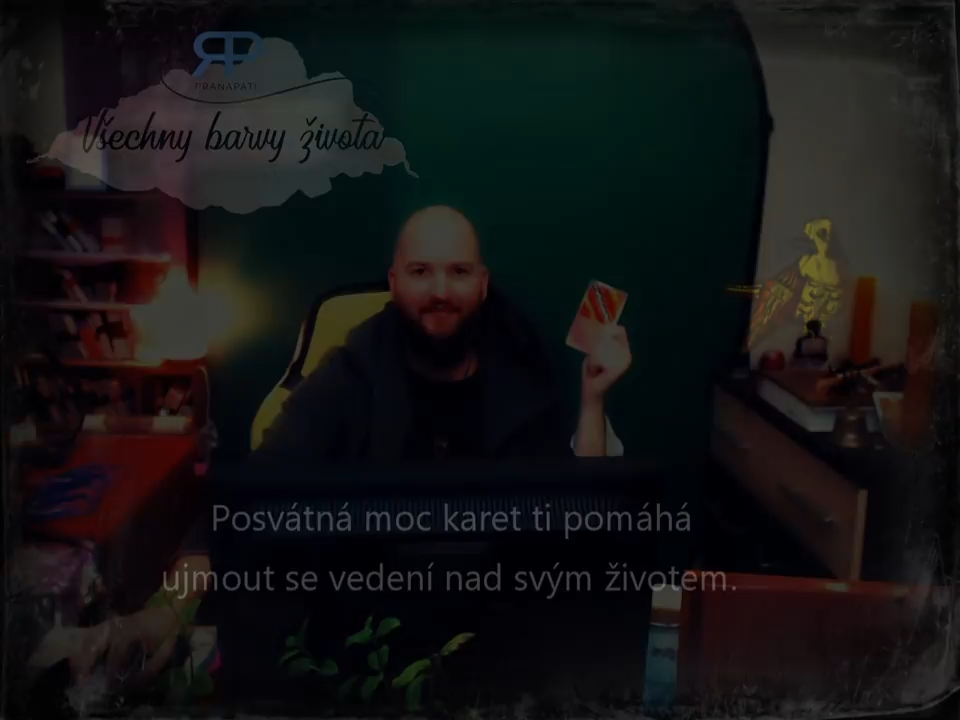 PRANAPATI
Všechny barvy života
Posvátná moc karet ti pomáhá
ujmout se vedení nad svým životem.